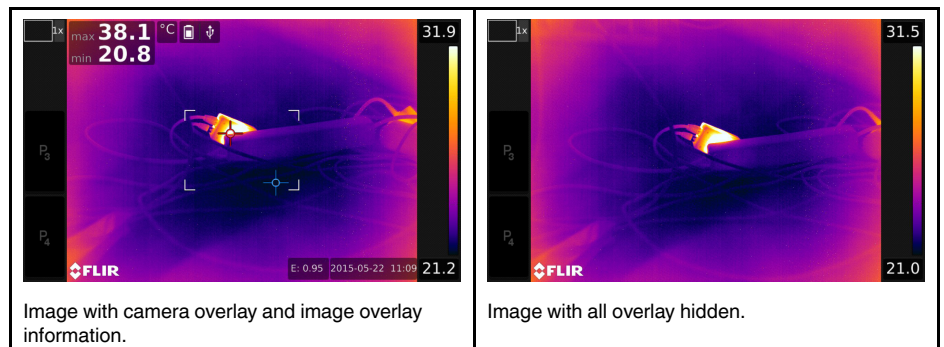 1x
max 38.1 °C
min 20.8
31.9
P3
P4
FLIR
E: 0.95 2015-05-22 11:09 21.2
Image with camera overlay and image overlay
information.
1x
31.5
P3
P4
FLIR
21.0
Image with all overlay hidden.